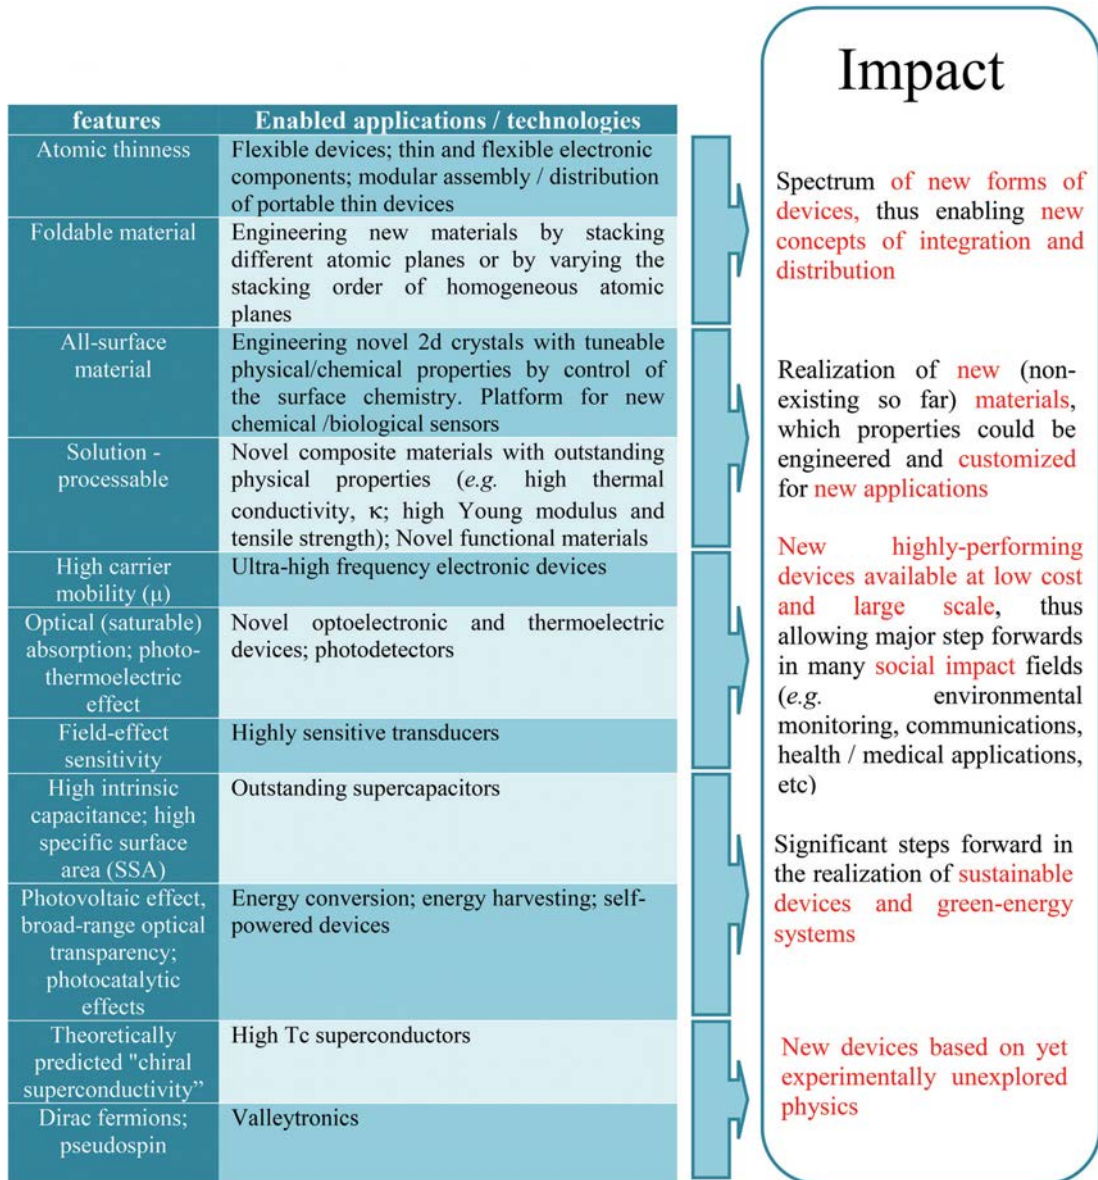 Impact
features
Enabled applications / technologies
Atomic thinness
Flexible devices; thin and flexible electronic
components; modular assembly / distribution
of portable thin devices
Foldable material
Engineering new materials by stacking
different atomic planes or by varying the
stacking order of homogeneous atomic
planes
All-surface
material
Engineering novel 2d crystals with tuneable
physical/chemical properties by control of
the surface chemistry. Platform for new
chemical /biological sensors
Solution -
processable
Novel composite materials with outstanding
physical properties (e.g. high thermal
conductivity, κ; high Young modulus and
tensile strength); Novel functional materials
High carrier
mobility (μ)
Ultra-high frequency electronic devices
Optical (saturable)
absorption; photo-
thermoelectric
effect
Novel optoelectronic and thermoelectric
devices; photodetectors
Field-effect
sensitivity
Highly sensitive transducers
High intrinsic
capacitance; high
specific surface
area (SSA)
Outstanding supercapacitors
Photovoltaic effect,
broad-range optical
transparency;
photocatalytic
effects
Energy conversion; energy harvesting; self-
powered devices
Theoretically
predicted "chiral
superconductivity”
High Tc superconductors
Dirac fermions;
pseudospin
Valleytronics
Spectrum of new forms of
devices, thus enabling new
concepts of integration and
distribution
Realization of new (non-
existing so far) materials,
which properties could be
engineered and customized
for new applications
New highly-performing
devices available at low cost
and large scale, thus
allowing major step forwards
in many social impact fields
(e.g. environmental
monitoring, communications,
health / medical applications,
etc)
Significant steps forward in
the realization of sustainable
devices and green-energy
systems
New devices based on yet
experimentally unexplored
physics